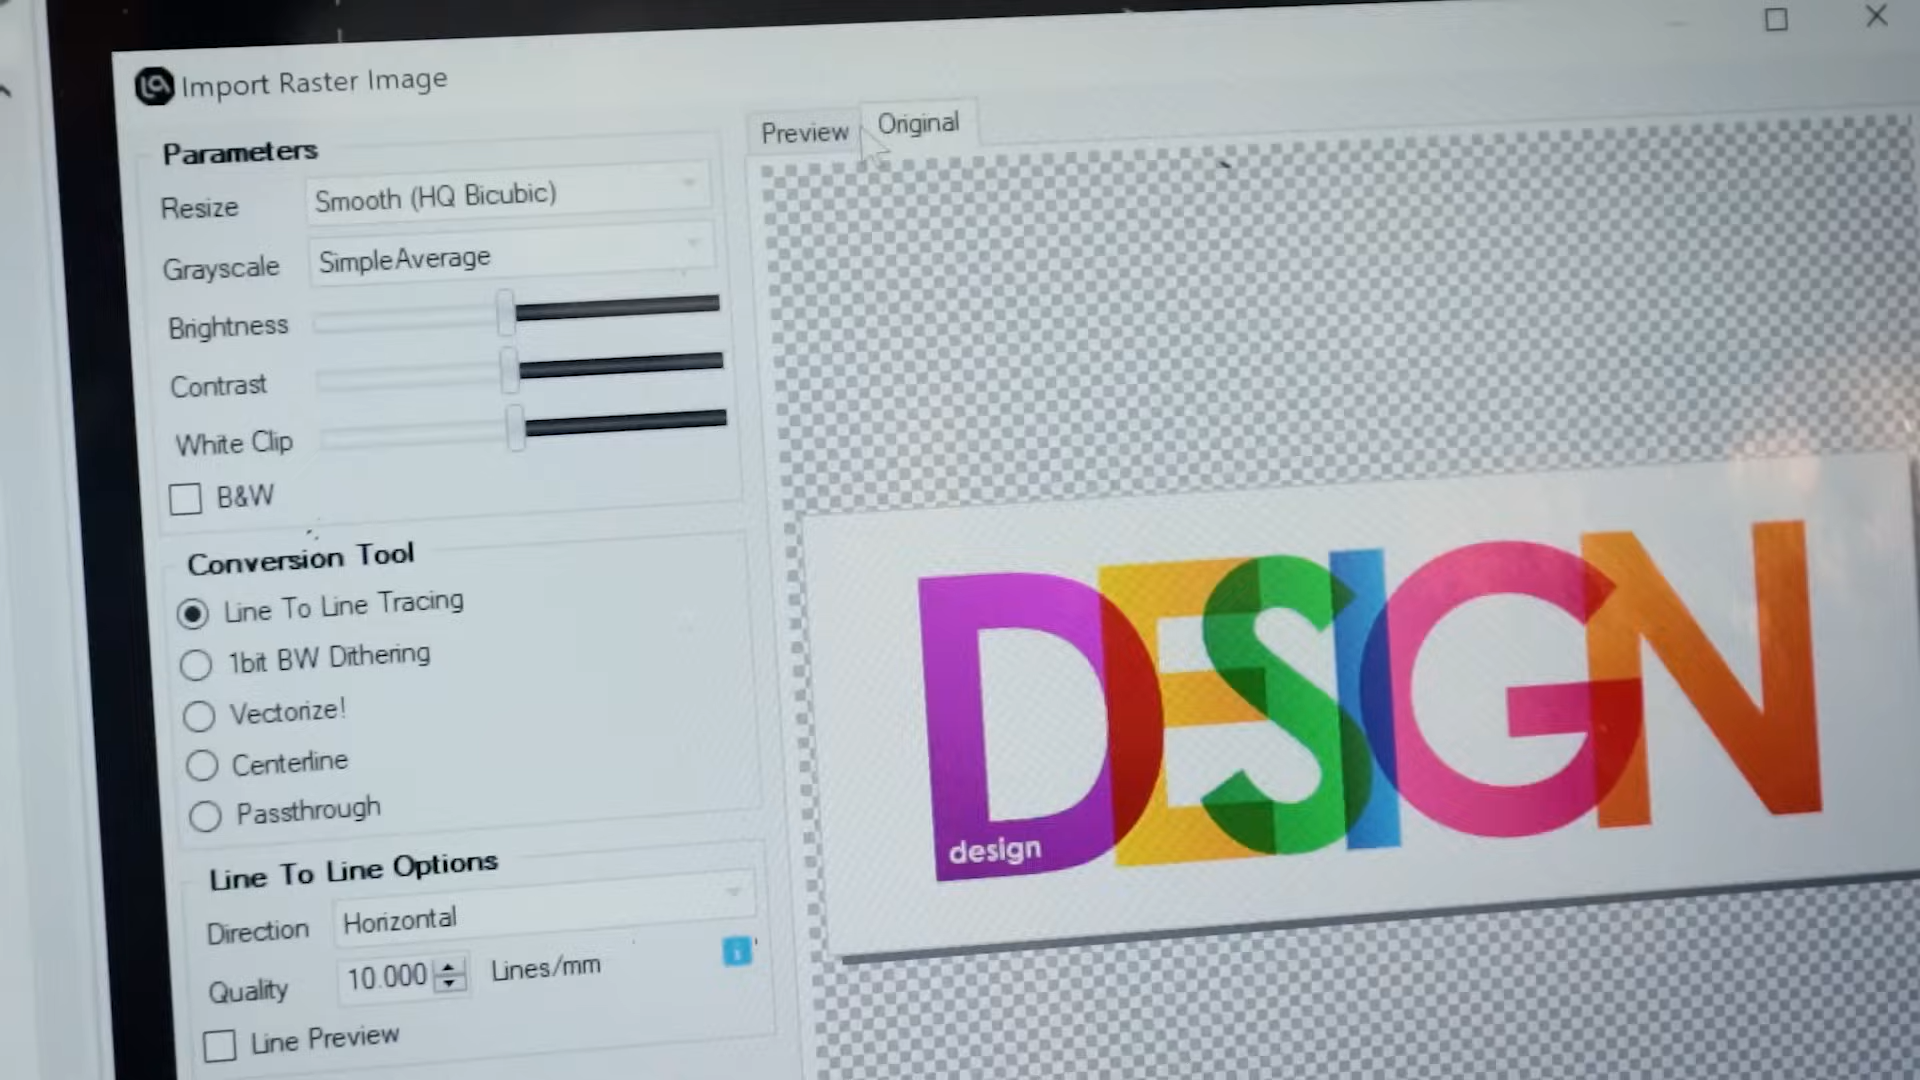 Import Raster Image
Preview
Original
Parameters
Resize
Smooth (HQ Bicubic)
Grayscale
SimpleAverage
Brightness
Contrast
White Clip
B&W
Conversion Tool
Line To Line Tracing
1bit BW Dithering
Vectorize!
Centerline
Passthrough
Line To Line Options
Direction
Horizontal
Quality
10.000
Lines/mm
Line Preview
DESIGN
design